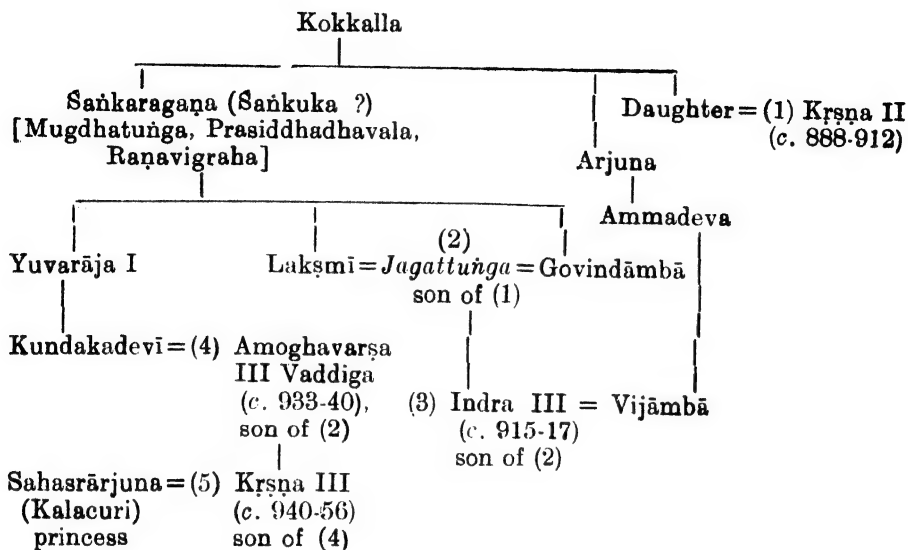 Kokkalla
Śaṅkaragaṇa (Śaṅkuka ?)
[Mugdhatuṅga, Prasiddhadhavala,
Raṇavigraha]
Daughter = (1) Kṛṣṇa II
(c. 888-912)
Arjuna
Ammadeva
Yuvarāja I
(2)
Lakṣmī = Jagattuṅga = Govindāmbā
son of (1)
Kundakadevī = (4) Amoghavarṣa
III Vaddiga
(c. 933-40),
son of (2)
(3) Indra III = Vijāmbā
(c. 915-17)
son of (2)
Sahasrārjuna = (5) Kṛṣṇa III
(Kalacuri) (c. 940-56)
princess son of (4)